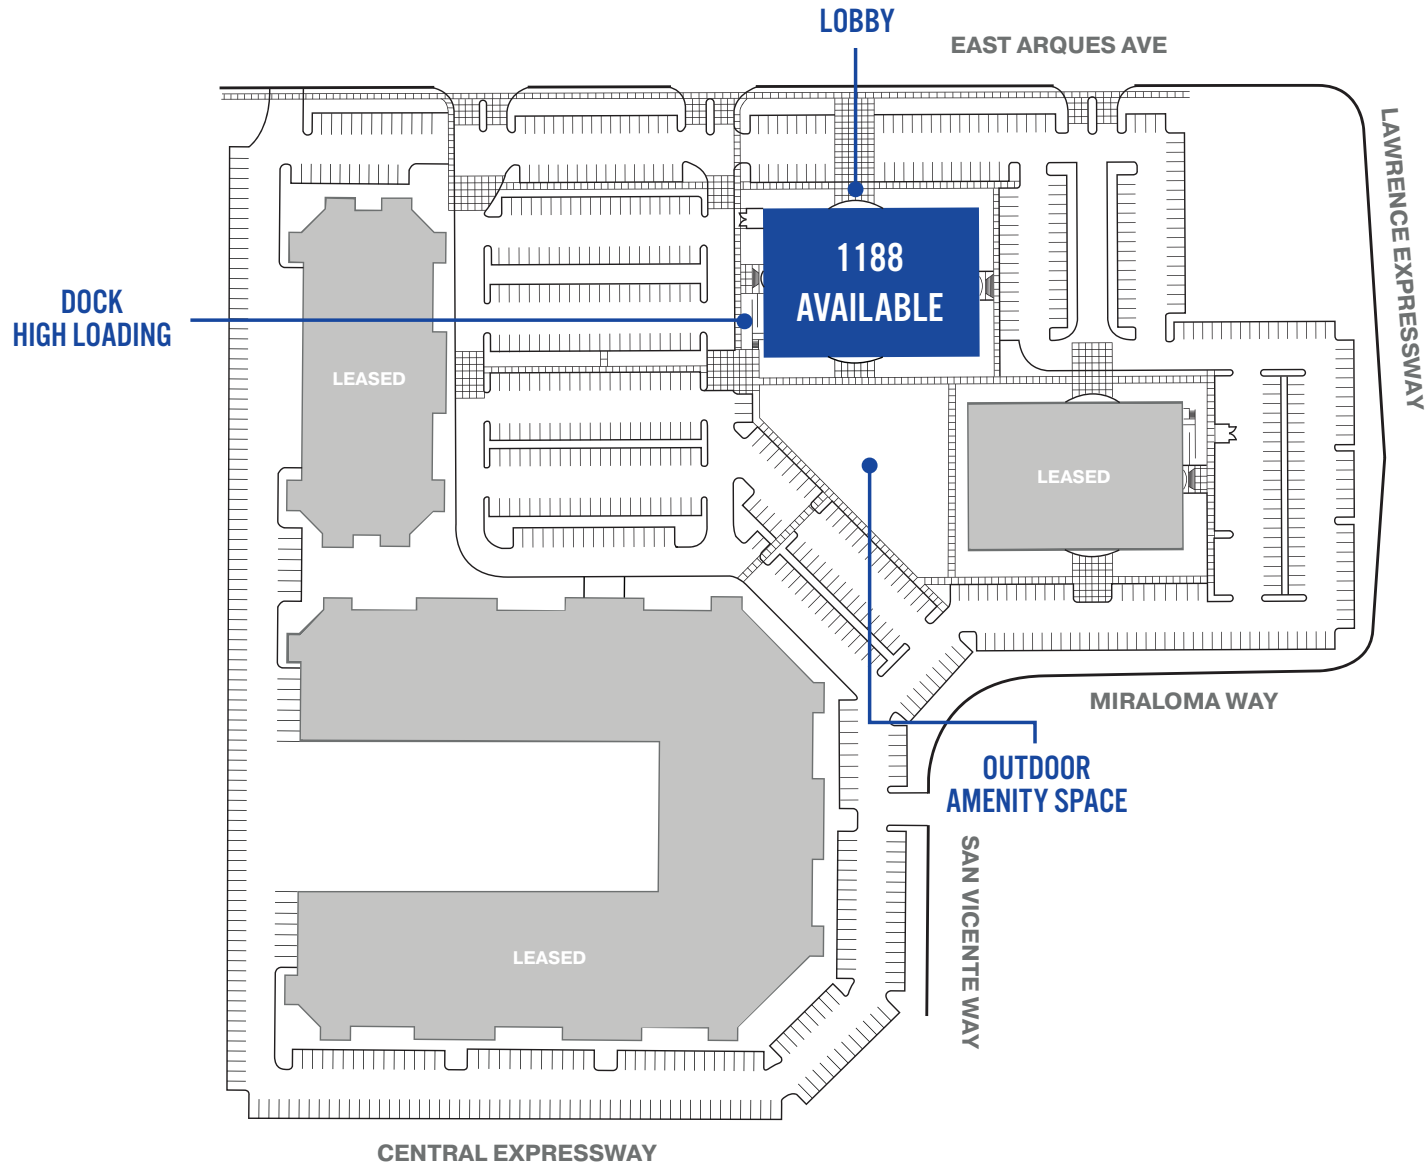 LOBBY
EAST ARQUES AVE
LAWRENCE EXPRESSWAY
1188
AVAILABLE
DOCK
HIGH LOADING
LEASED
LEASED
MIRALOMA WAY
OUTDOOR
AMENITY SPACE
SAN VICENTE WAY
LEASED
CENTRAL EXPRESSWAY